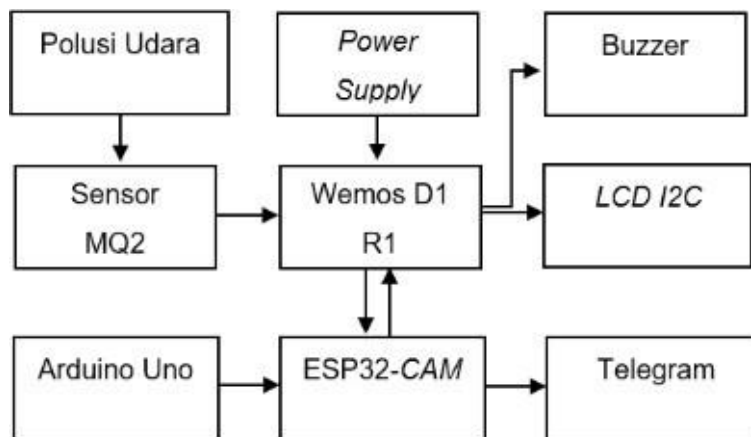 Polusi Udara
Power
Supply
Buzzer
Sensor
MQ2
Wemos D1
R1
LCD I2C
Arduino Uno
ESP32-CAM
Telegram